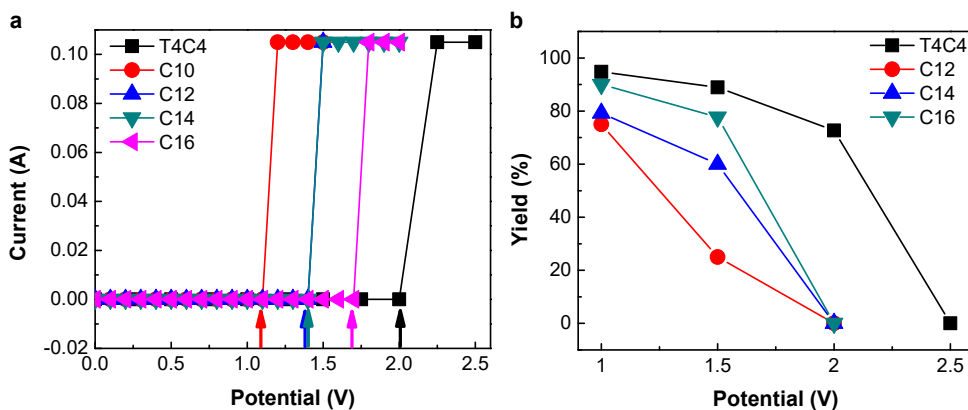 a
T4C4
C10
C12
C14
C16
0.10
0.08
0.06
0.04
0.02
0.00
-0.02
Current (A)
0.0 0.5 1.0 1.5 2.0 2.5
Potential (V)
b
T4C4
C12
C14
C16
100
80
60
40
20
0
Yield (%)
1 1.5 2 2.5
Potential (V)